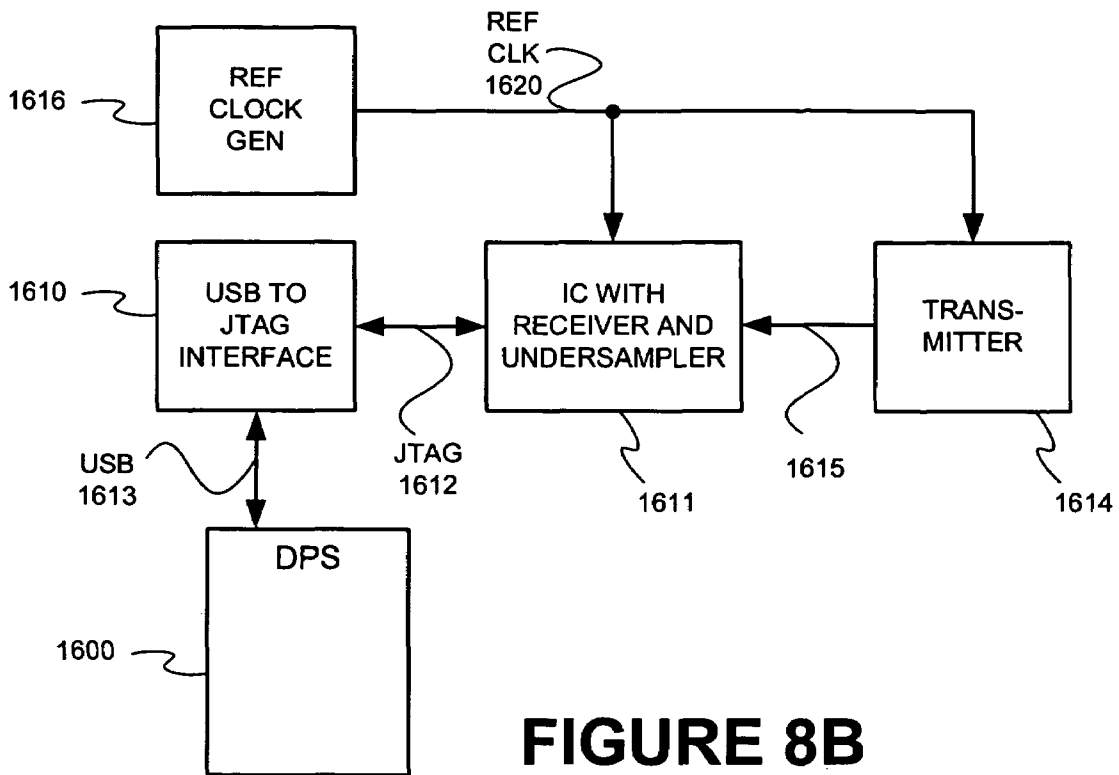 REF
CLK
1620
1616
REF
CLOCK
GEN
1610
USB TO
JTAG
INTERFACE
IC WITH
RECEIVER AND
UNDERSAMPLER
TRANS-
MITTER
USB
1613
JTAG
1612
1615
1611
1614
DPS
1600
FIGURE 8B